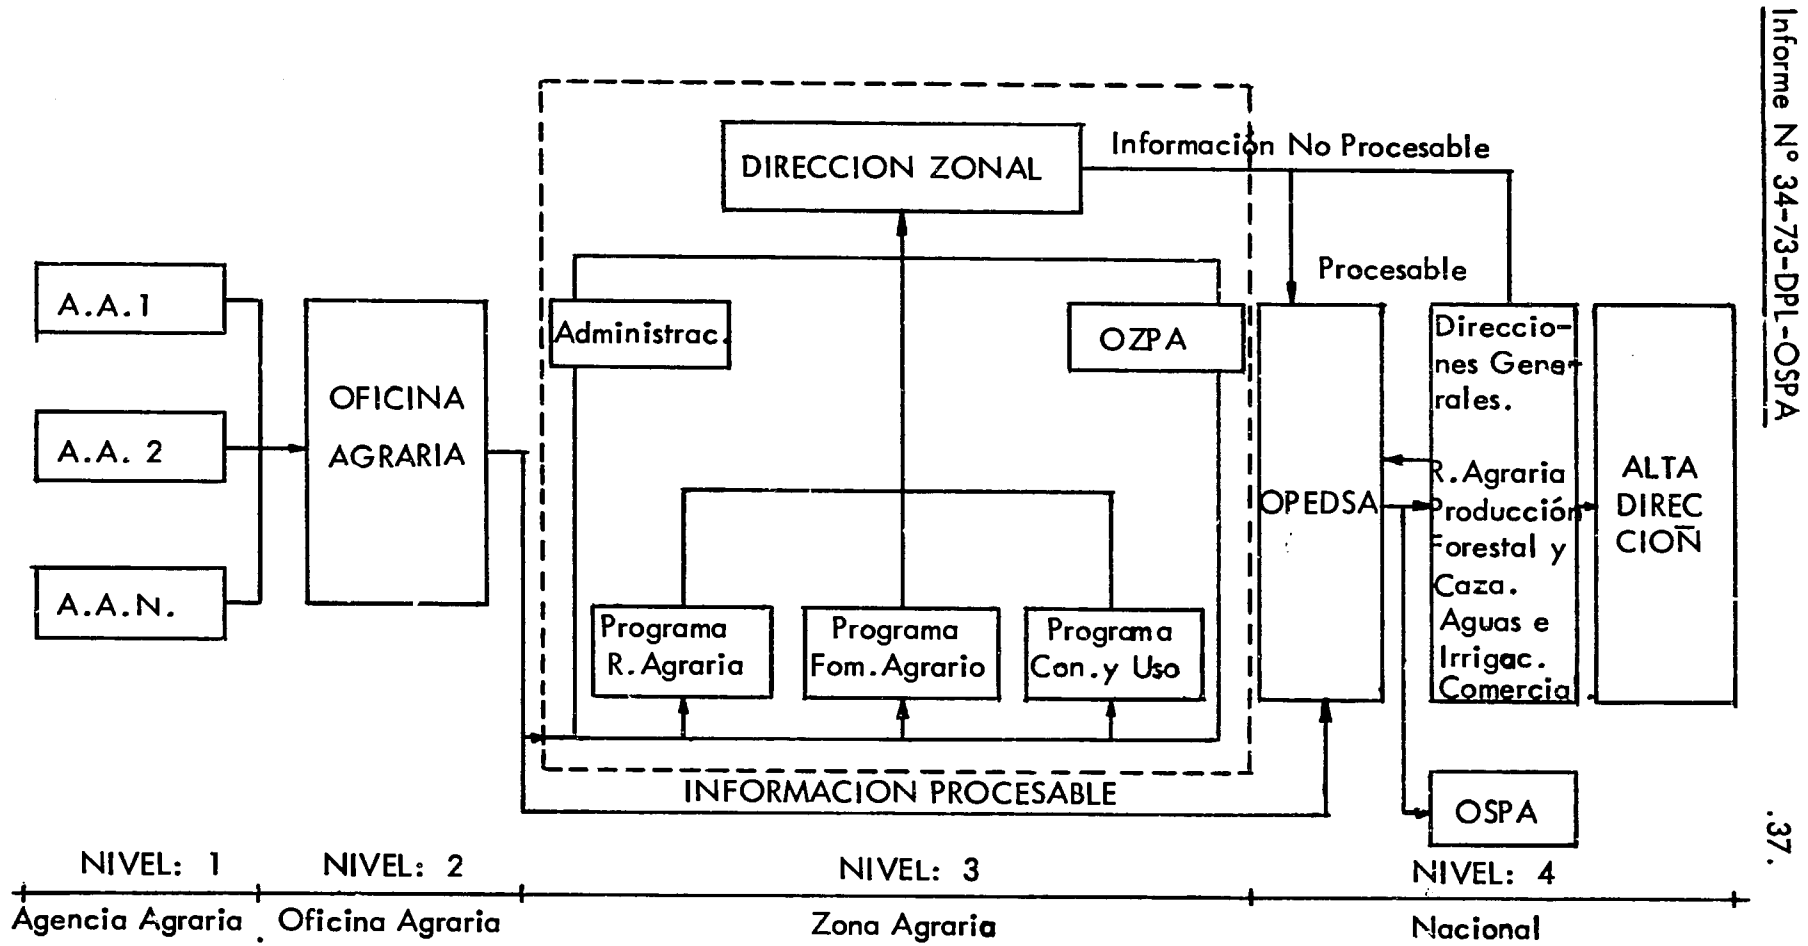 Informe N° 34-73-DPL-OSPA
.37.
DIRECCION ZONAL
Información No Procesable
Procesable
A.A.1
A.A. 2
A.A.N.
OFICINA
AGRARIA
Administrac.
OZPA
Programa
R. Agraria
Programa
Fom. Agrario
Programa
Con. y Uso
INFORMACION PROCESABLE
OPEDSA
Direccio-
nes Gene-
rales.
R. Agraria
Producción
Forestal y
Caza.
Aguas e
Irrigac.
Comercia.
ALTA
DIREC
CION
OSPA
NIVEL: 1
NIVEL: 2
NIVEL: 3
NIVEL: 4
Agencia Agraria
Oficina Agraria
Zona Agraria
Nacional